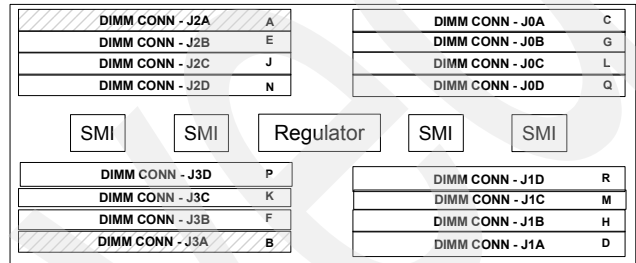 DIMM CONN - J2A A
DIMM CONN - J2B E
DIMM CONN - J2C J
DIMM CONN - J2D N
DIMM CONN - J0A C
DIMM CONN - J0B G
DIMM CONN - J0C L
DIMM CONN - J0D Q
SMI SMI Regulator SMI SMI
DIMM CONN - J3D P
DIMM CONN - J3C K
DIMM CONN - J3B F
DIMM CONN - J3A B
DIMM CONN - J1D R
DIMM CONN - J1C M
DIMM CONN - J1B H
DIMM CONN - J1A D